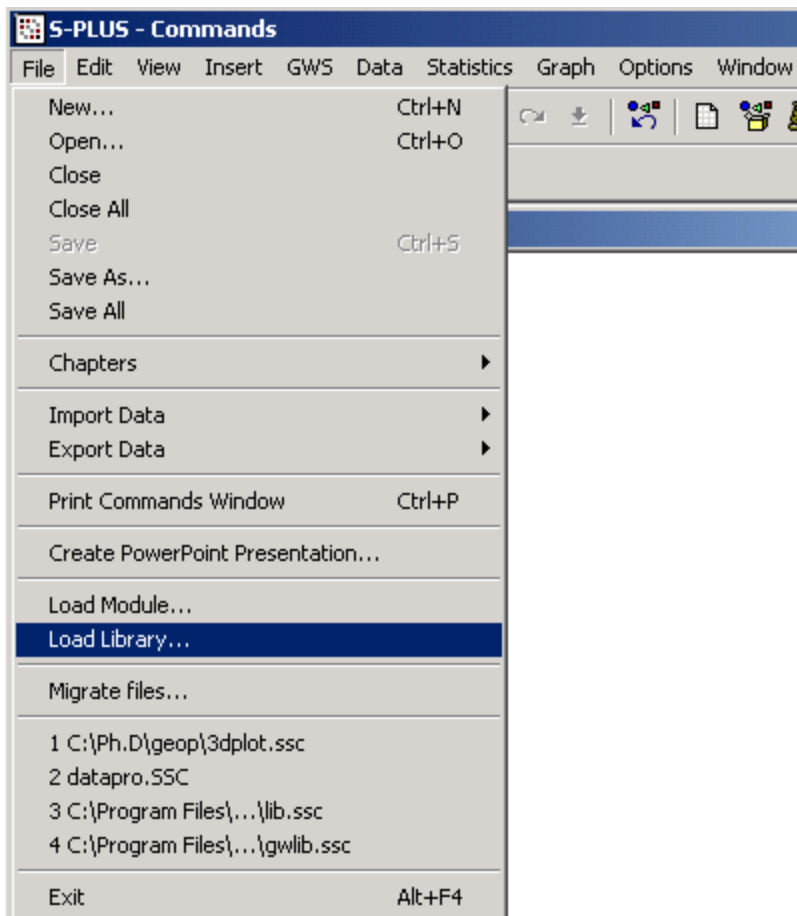 S-PLUS - Commands
File Edit View Insert GWS Data Statistics Graph Options Window
New... Ctrl+N
Open... Ctrl+O
Close
Close All
Save Ctrl+S
Save As...
Save All
Chapters
Import Data
Export Data
Print Commands Window Ctrl+P
Create PowerPoint Presentation...
Load Module...
Load Library...
Migrate files...
1 C:\Ph.D\geop\3dplot.ssc
2 datapro.SSC
3 C:\Program Files\...\lib.ssc
4 C:\Program Files\...\gwlib.ssc
Exit Alt+F4